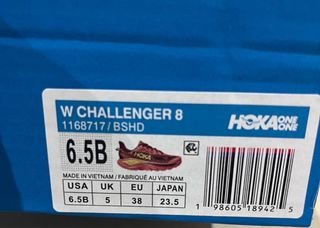 W CHALLENGER 8
1168717/BSHD
HOKA ONE ONE
6.5B
HOKA
MADE IN VIETNAM / FABRIQUÉ AU VIETNAM
USA UK EU JAPAN
6.5B 5 38 23.5
1 98605 18942 5